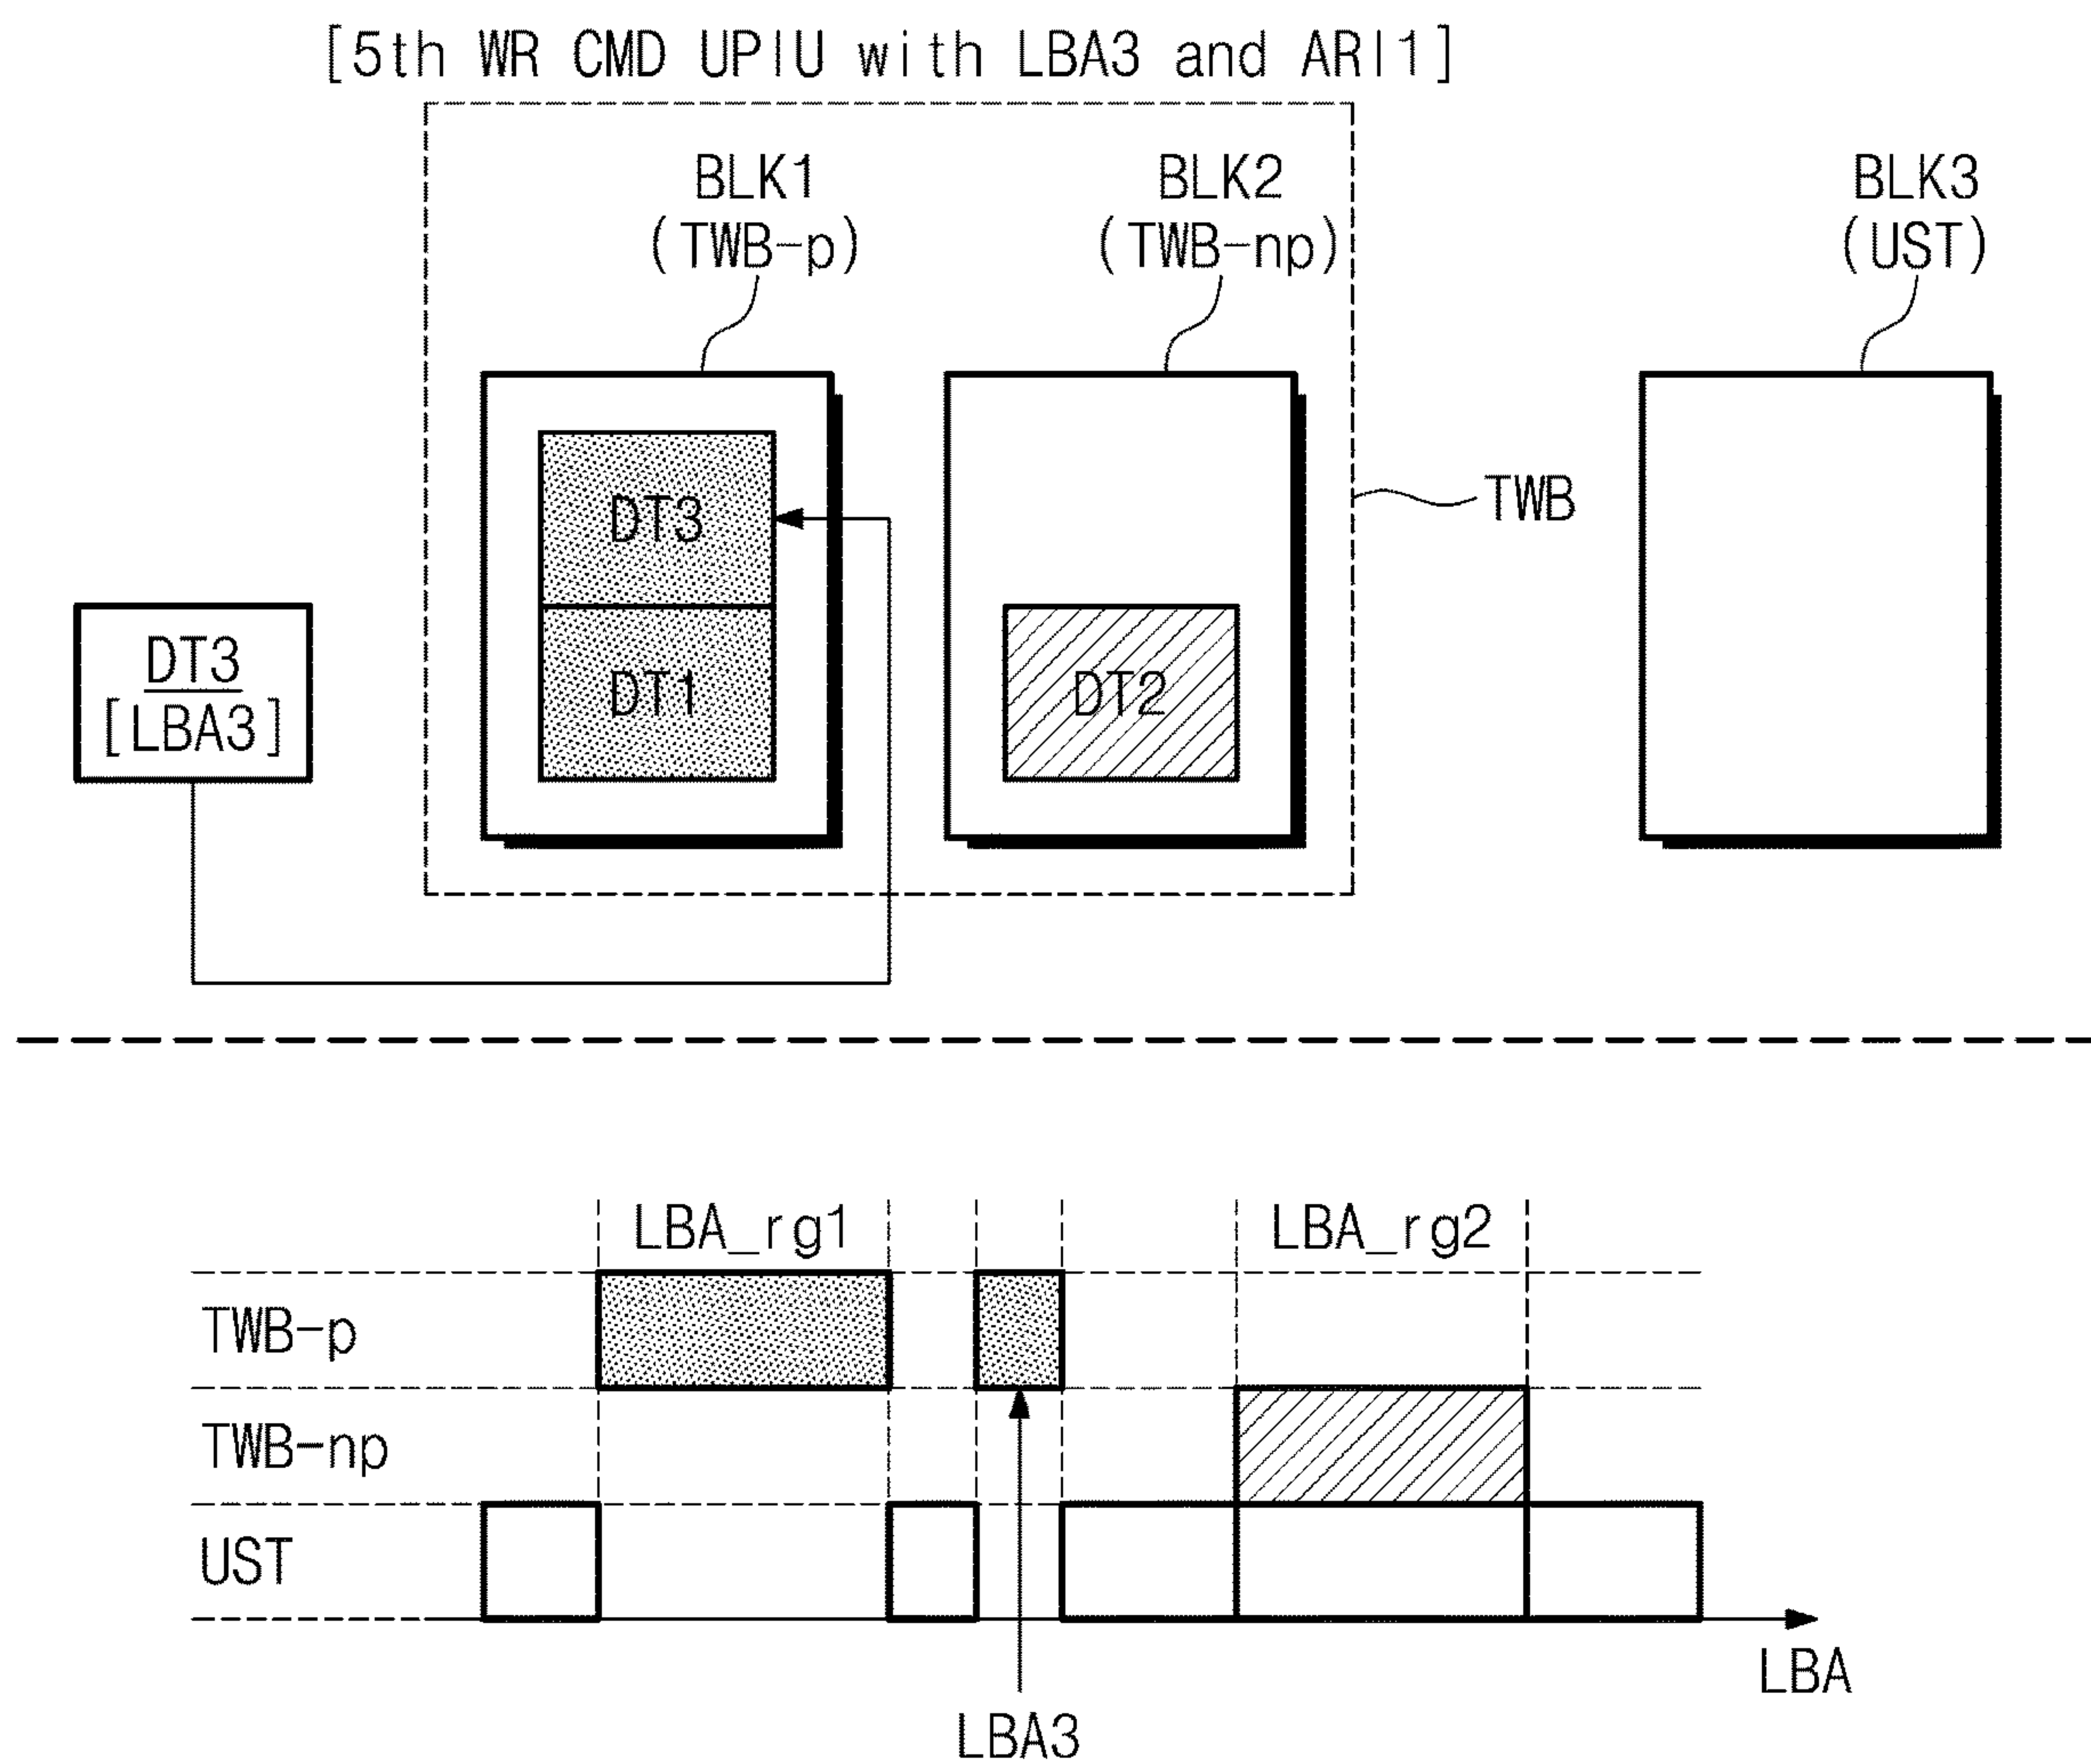 [5th WR CMD UPIU with LBA3 and ARI1]
BLK1
(TWB-p)
BLK2
(TWB-np)
BLK3
(UST)
TWB
DT3
DT1
DT2
DT3
[LBA3]
LBA_rg1
LBA_rg2
TWB-p
TWB-np
UST
LBA
LBA3